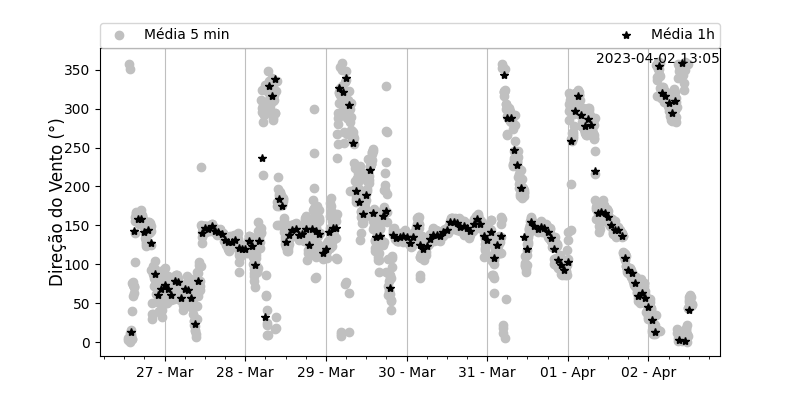 Média 5 min
Média 1h
2023-04-02 13:05
Direção do Vento (°)
350
300
250
200
150
100
50
0
27 - Mar
28 - Mar
29 - Mar
30 - Mar
31 - Mar
01 - Apr
02 - Apr